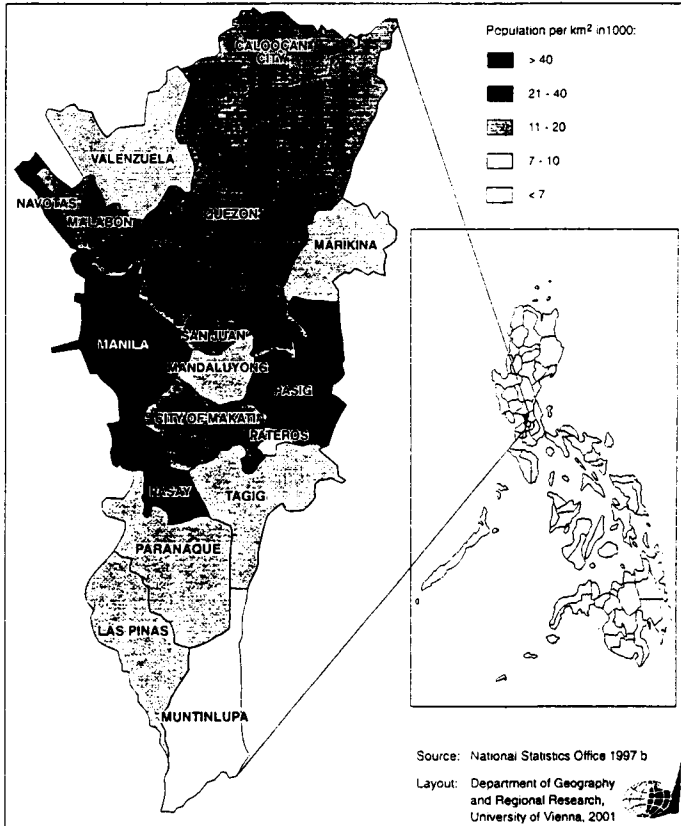 Population per km² in1000:
> 40
21 - 40
11 - 20
7 - 10
< 7
CALOOCAN
CITY
VALENZUELA
NAVOTAS
MALABON
QUEZON
MARIKINA
SAN JUAN
MANILA
MANDALUYONG
PASIG
CITY OF MAKATI
PATEROS
PASAY
TAGIG
PARANAQUE
LAS PINAS
MUNTINLUPA
Source: National Statistics Office 1997 b
Layout: Department of Geography
and Regional Research,
University of Vienna, 2001